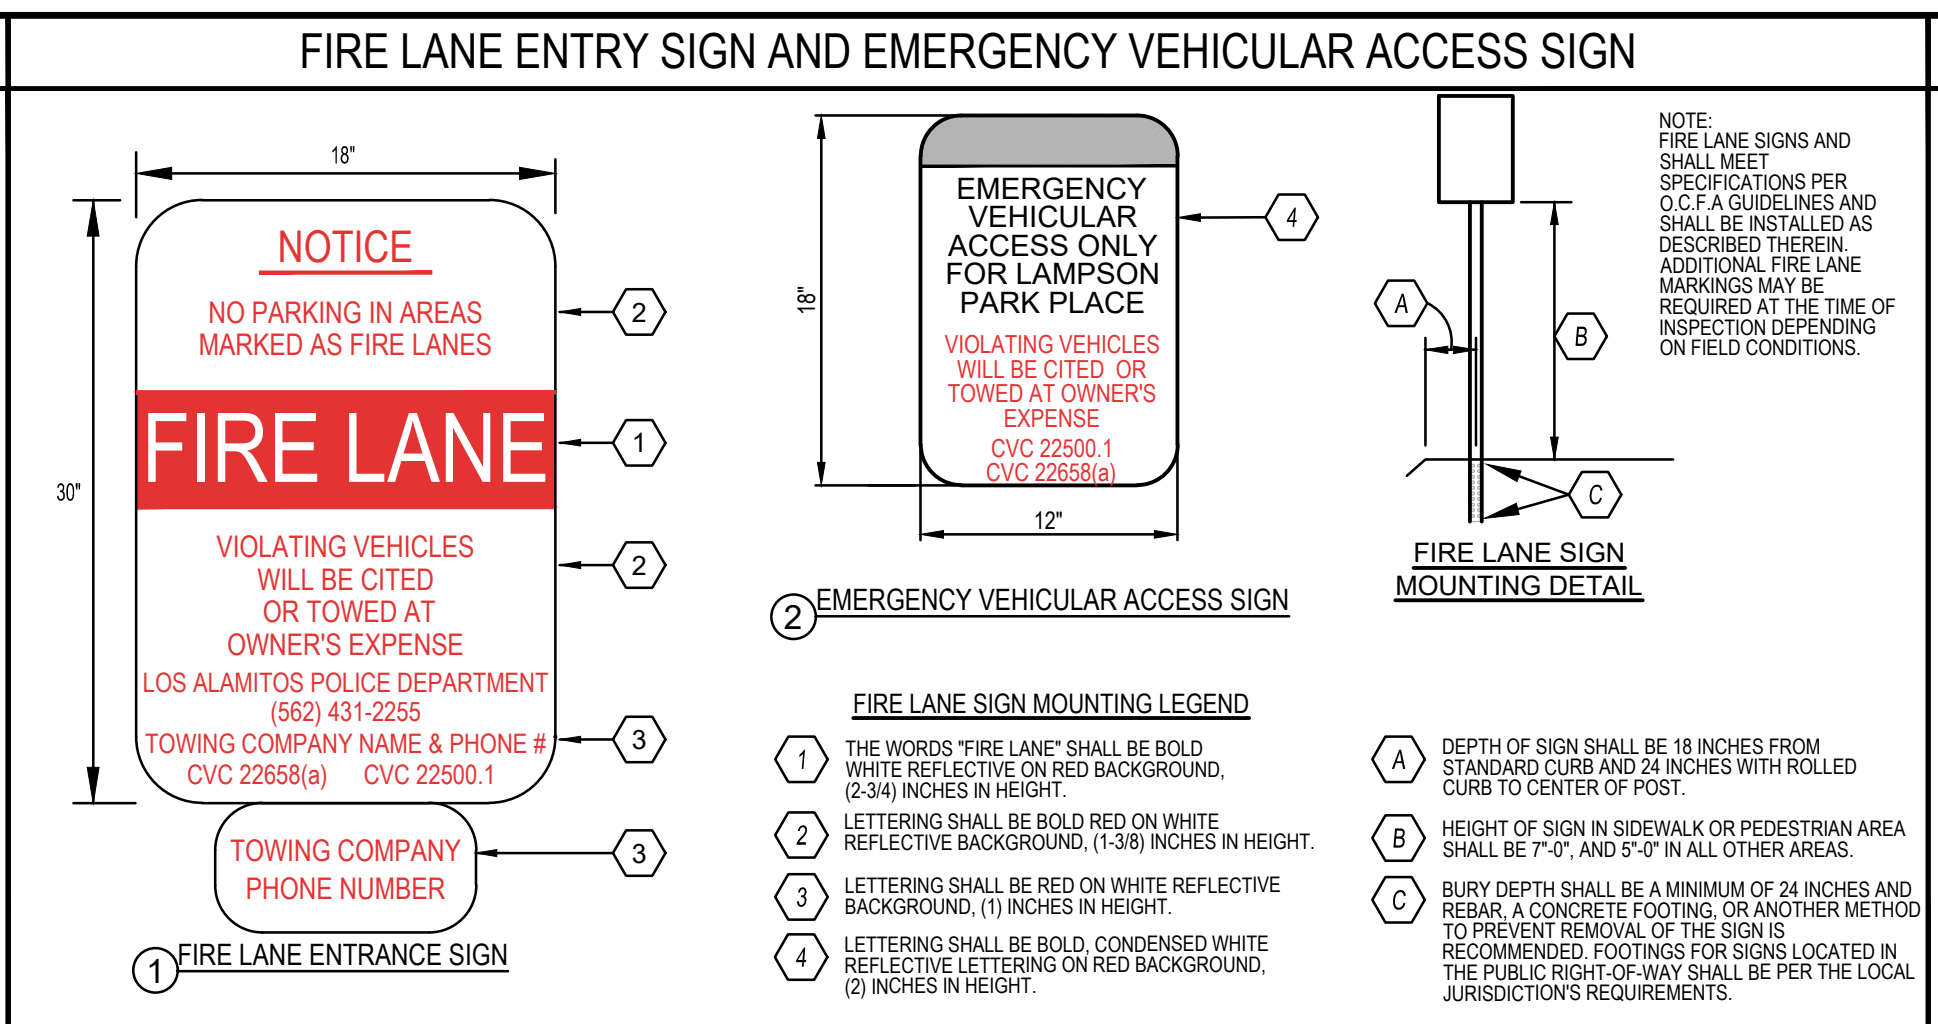 FIRE LANE ENTRY SIGN AND EMERGENCY VEHICULAR ACCESS SIGN
18"
30"
NOTICE
NO PARKING IN AREAS
MARKED AS FIRE LANES
2
FIRE LANE
1
VIOLATING VEHICLES
WILL BE CITED
OR TOWED AT
OWNER'S EXPENSE
2
LOS ALAMITOS POLICE DEPARTMENT
(562) 431-2255
TOWING COMPANY NAME & PHONE #
CVC 22658(a) CVC 22500.1
3
TOWING COMPANY
PHONE NUMBER
3
1 FIRE LANE ENTRANCE SIGN
18"
EMERGENCY
VEHICULAR
ACCESS ONLY
FOR LAMPSON
PARK PLACE
4
VIOLATING VEHICLES
WILL BE CITED OR
TOWED AT OWNER'S
EXPENSE
CVC 22500.1
CVC 22658(a)
12"
2 EMERGENCY VEHICULAR ACCESS SIGN
A
B
C
FIRE LANE SIGN
MOUNTING DETAIL
NOTE:
FIRE LANE SIGNS AND
SHALL MEET
SPECIFICATIONS PER
O.C.F.A GUIDELINES AND
SHALL BE INSTALLED AS
DESCRIBED THEREIN.
ADDITIONAL FIRE LANE
MARKINGS MAY BE
REQUIRED AT THE TIME OF
INSPECTION DEPENDING
ON FIELD CONDITIONS.
FIRE LANE SIGN MOUNTING LEGEND
1
THE WORDS "FIRE LANE" SHALL BE BOLD
WHITE REFLECTIVE ON RED BACKGROUND,
(2-3/4) INCHES IN HEIGHT.
2
LETTERING SHALL BE BOLD RED ON WHITE
REFLECTIVE BACKGROUND, (1-3/8) INCHES IN HEIGHT.
3
LETTERING SHALL BE RED ON WHITE REFLECTIVE
BACKGROUND, (1) INCHES IN HEIGHT.
4
LETTERING SHALL BE BOLD, CONDENSED WHITE
REFLECTIVE LETTERING ON RED BACKGROUND,
(2) INCHES IN HEIGHT.
A
DEPTH OF SIGN SHALL BE 18 INCHES FROM
STANDARD CURB AND 24 INCHES WITH ROLLED
CURB TO CENTER OF POST.
B
HEIGHT OF SIGN IN SIDEWALK OR PEDESTRIAN AREA
SHALL BE 7"-0", AND 5"-0" IN ALL OTHER AREAS.
C
BURY DEPTH SHALL BE A MINIMUM OF 24 INCHES AND
REBAR, A CONCRETE FOOTING, OR ANOTHER METHOD
TO PREVENT REMOVAL OF THE SIGN IS
RECOMMENDED. FOOTINGS FOR SIGNS LOCATED IN
THE PUBLIC RIGHT-OF-WAY SHALL BE PER THE LOCAL
JURISDICTION'S REQUIREMENTS.